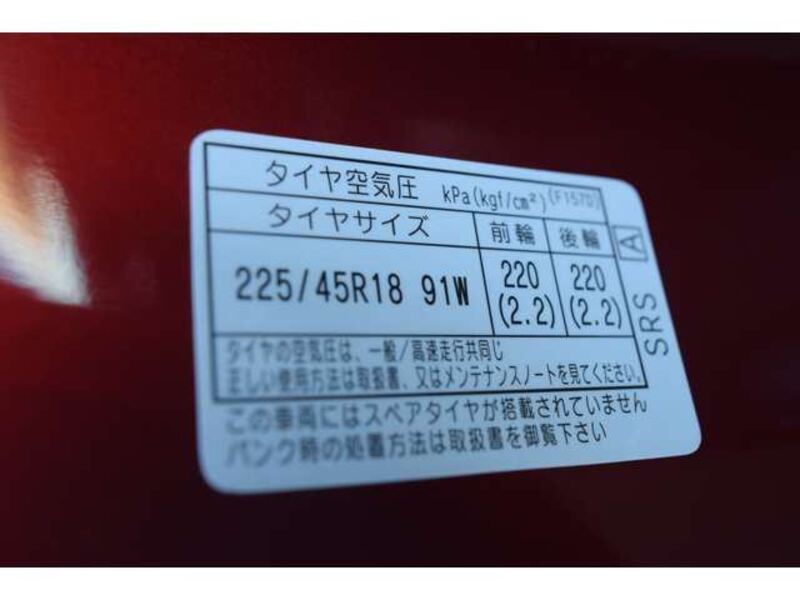 タイヤ空気圧 kPa(kgf/cm²)(F157D)
タイヤサイズ 前輪 後輪
225/45R18 91W 220 (2.2) 220 (2.2)
タイヤの空気圧は、一般/高速走行共同じ
正しい使用方法は取扱書、又はメンテナンスノートを見てください。
この車両にはスペアタイヤが搭載されていません
パンク時の処置方法は取扱書を御覧下さい
A
SRS